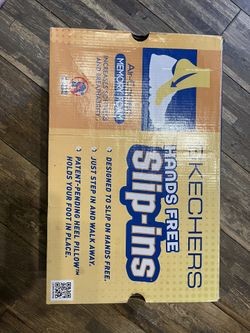 SKECHERS
HANDS FREE
Slip-ins
• DESIGNED TO SLIP ON HANDS FREE.
• JUST STEP IN AND WALK AWAY.
• PATENT-PENDING HEEL PILLOW™
HOLDS YOUR FOOT IN PLACE.
MEMORY FOAM